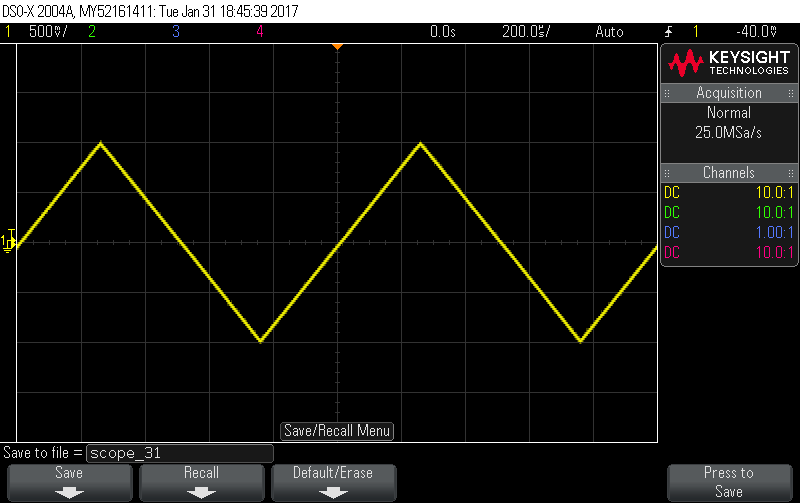 DSO-X 2004A, MY52161411: Tue Jan 31 18:45:39 2017
1 500mV/ 2 3 4 0.0s 200.0us/ Auto 1 -40.0mV
KEYSIGHT
TECHNOLOGIES
Acquisition
Normal
25.0MSa/s
Channels
DC 10.0:1
DC 10.0:1
DC 1.00:1
DC 10.0:1
T
1
Save/Recall Menu
Save to file = scope_31
Save Recall Default/Erase Press to
Save